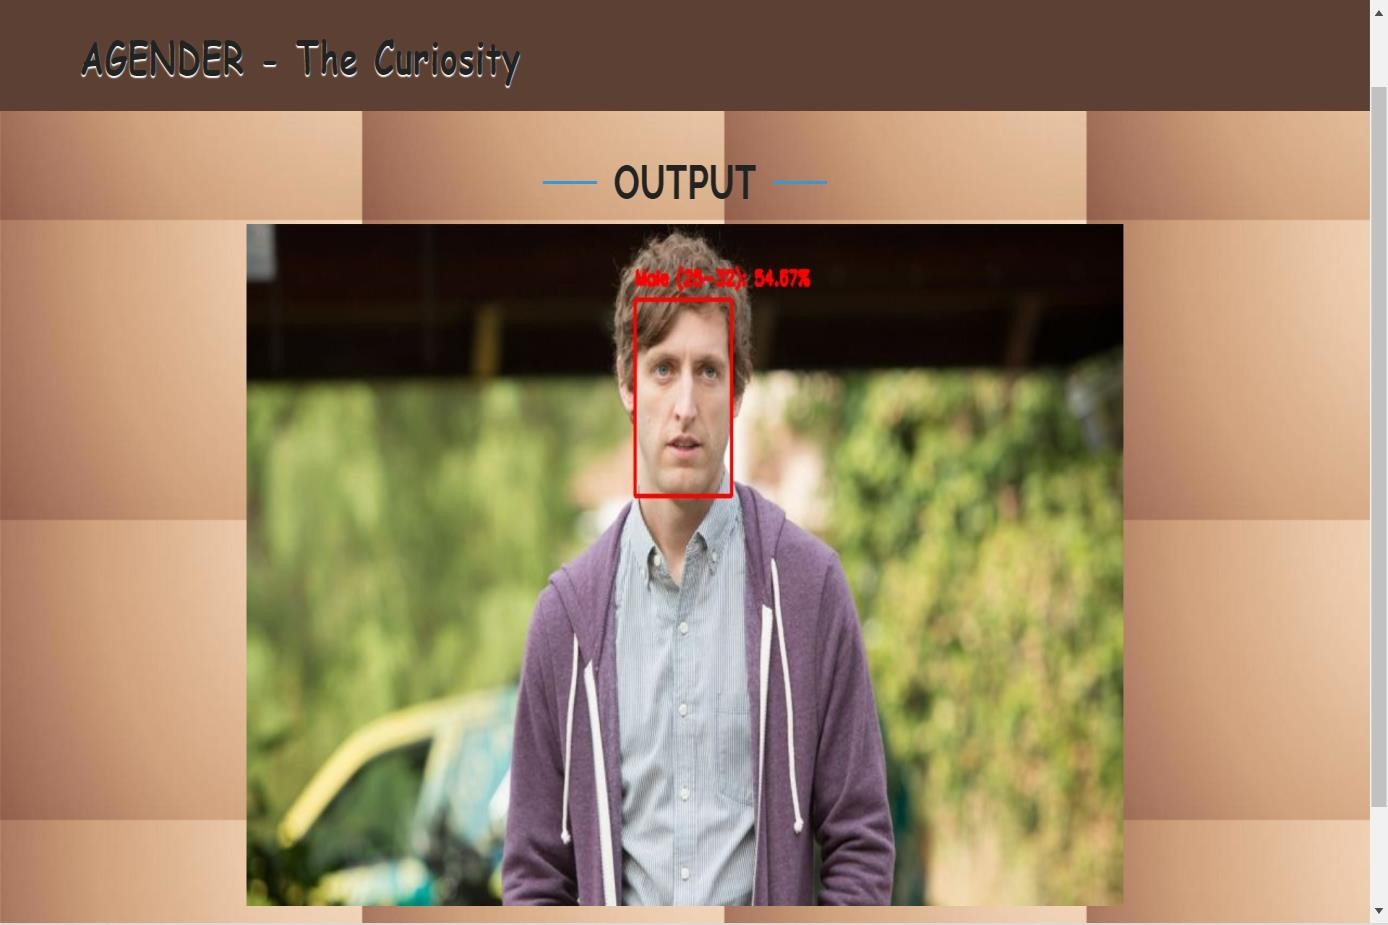 AGENDER - The Curiosity
OUTPUT
Male (25-32): 54.67%